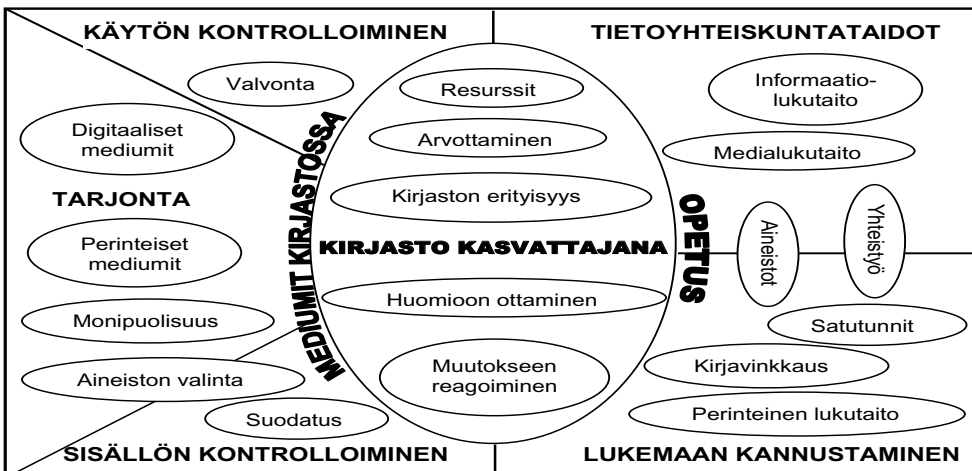 KÄYTÖN KONTROLLOIMINEN
Valvonta
Digitaaliset
mediumit
TARJONTA
Perinteiset
mediumit
Monipuolisuus
Aineiston valinta
Suodatus
SISÄLLÖN KONTROLLOIMINEN
MEDIUMIT KIRJASTOSSA
Resurssit
Arvottaminen
Kirjaston erityisyys
KIRJASTO KASVATTAJANA
Huomioon ottaminen
Muutokseen
reagoiminen
OPETUS
TIETOYHTEISKUNTATAIDOT
Informaatio-
lukutaito
Medialukutaito
Aineistot
Yhteistyö
Satutunnit
Kirjavinkkaus
Perinteinen lukutaito
LUKEMAAN KANNUSTAMINEN